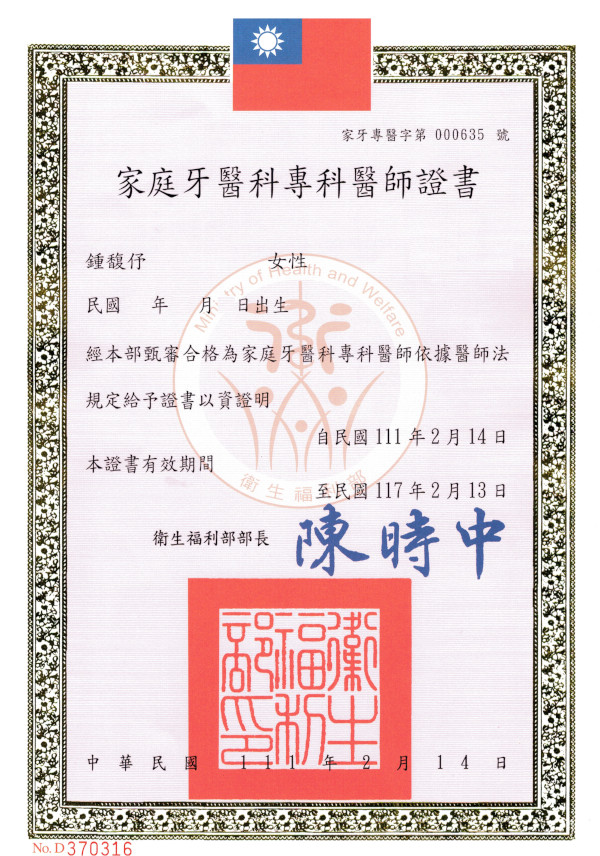 家牙專醫字第 000635 號
家庭牙醫科專科醫師證書
鍾馥伃 女性
民國 年 月 日出生
經本部甄審合格為家庭牙醫科專科醫師依據醫師法
規定給予證書以資證明
自民國 111 年 2 月 14 日
本證書有效期間
至民國 117 年 2 月 13 日
Ministry of Health and Welfare
衛生福利部
衛生福利部部長 陳時中
衛生福利部印
中華民國 111 年 2 月 14 日
No. D370316